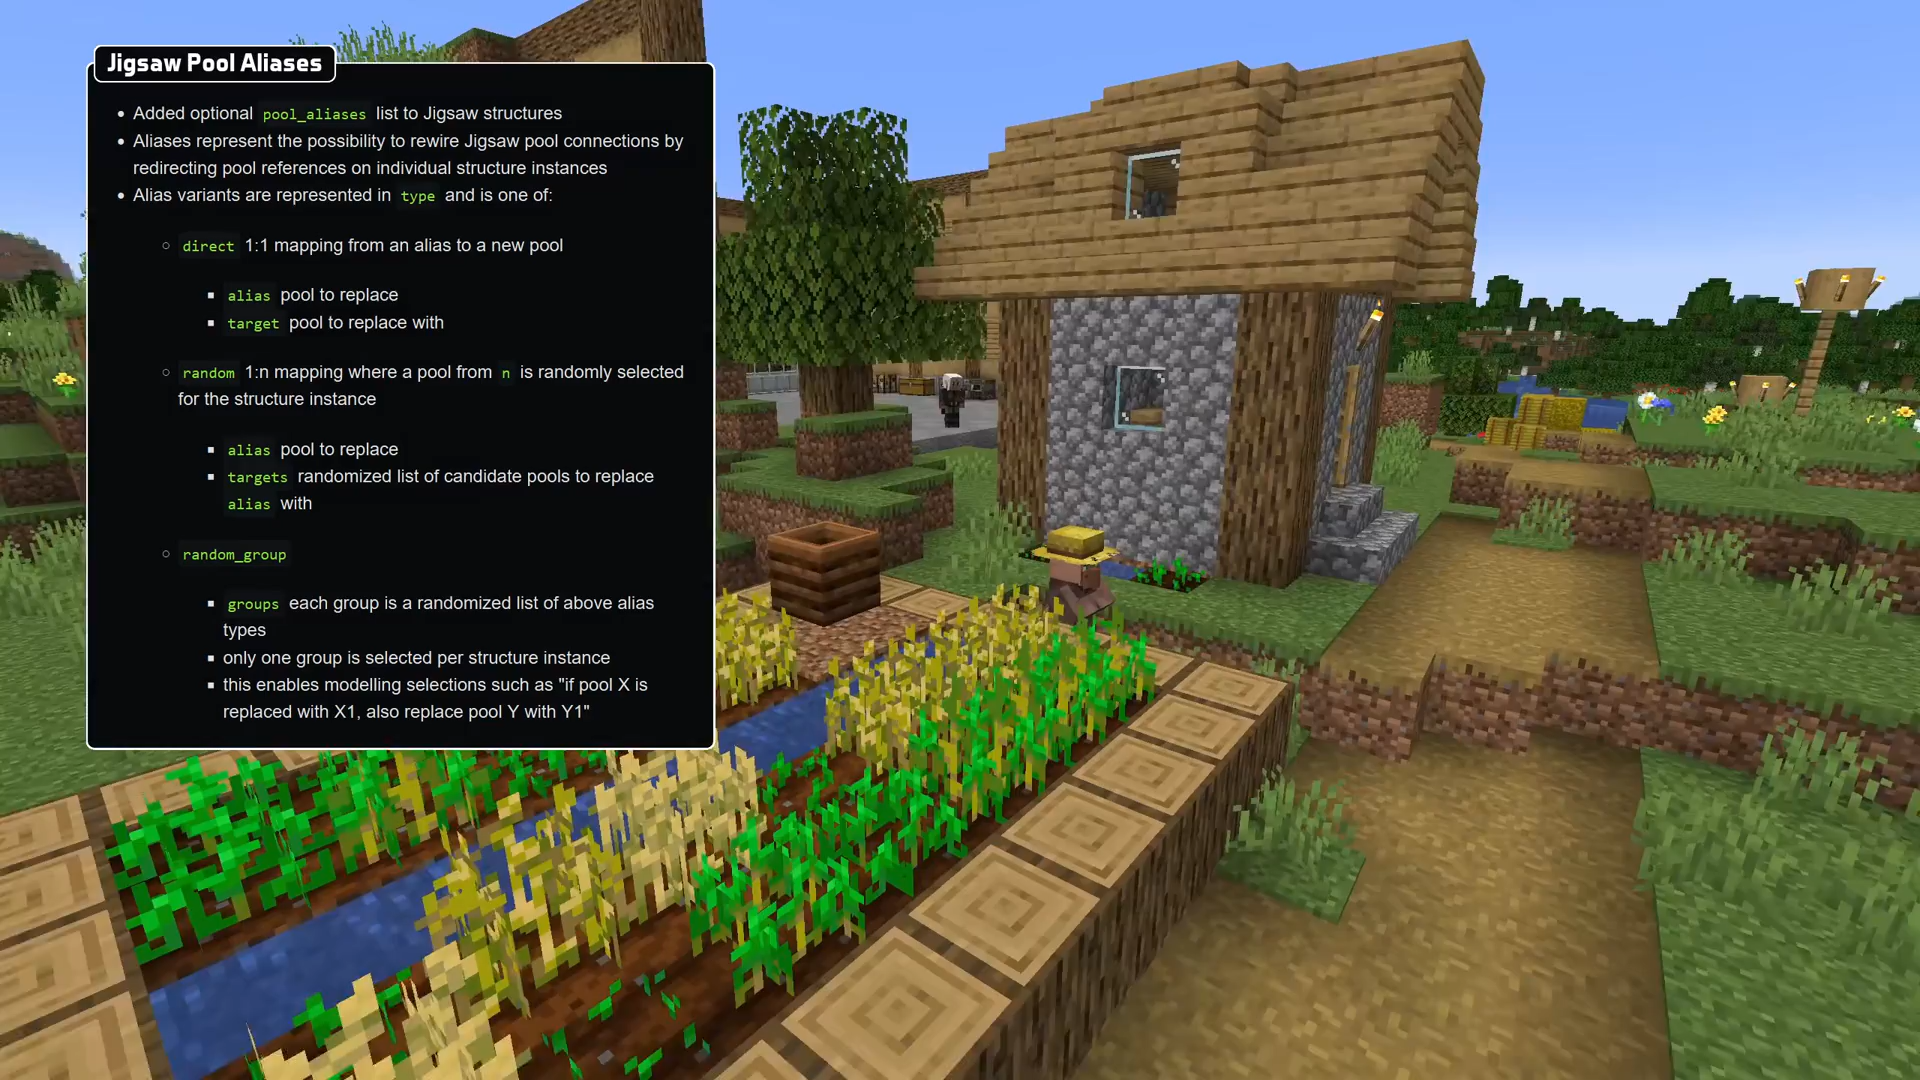 Jigsaw Pool Aliases
• Added optional pool_aliases list to Jigsaw structures
• Aliases represent the possibility to rewire Jigsaw pool connections by
redirecting pool references on individual structure instances
• Alias variants are represented in type and is one of:
○ direct 1:1 mapping from an alias to a new pool
▪ alias pool to replace
▪ target pool to replace with
○ random 1:n mapping where a pool from n is randomly selected
for the structure instance
▪ alias pool to replace
▪ targets randomized list of candidate pools to replace
alias with
○ random_group
▪ groups each group is a randomized list of above alias
types
▪ only one group is selected per structure instance
▪ this enables modelling selections such as "if pool X is
replaced with X1, also replace pool Y with Y1"